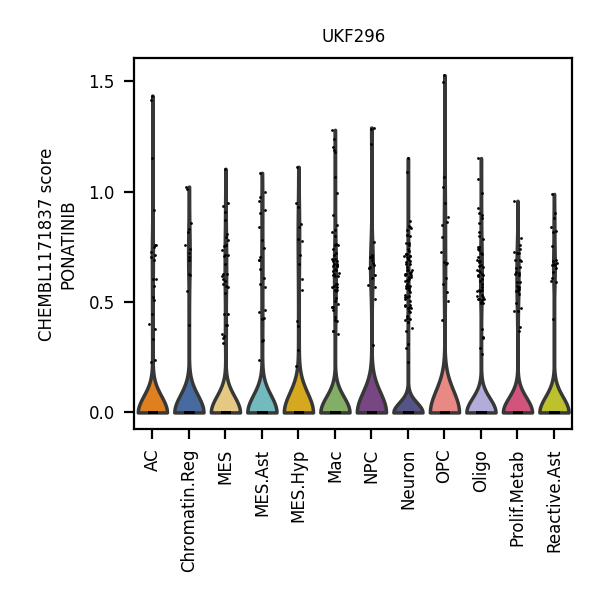 UKF296
CHEMBL1171837 score
PONATINIB
1.5
1.0
0.5
0.0
AC
Chromatin.Reg
MES
MES.Ast
MES.Hyp
Mac
NPC
Neuron
OPC
Oligo
Prolif.Metab
Reactive.Ast